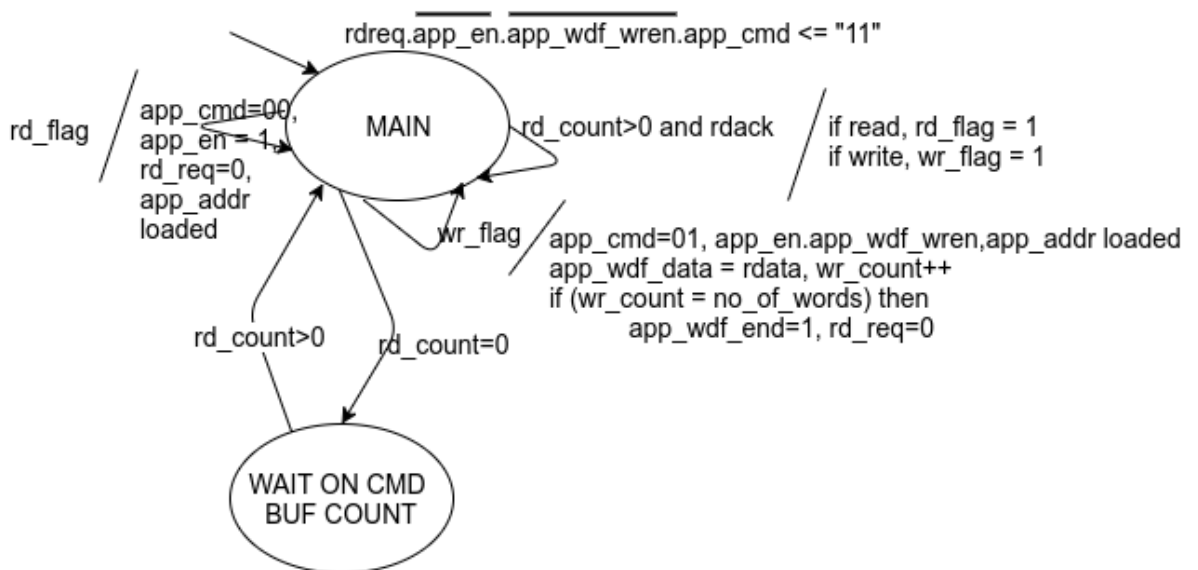 rdreq.app_en.app_wdf_wren.app_cmd <= "11"
MAIN
rd_flag
app_cmd=00,
app_en = 1,
rd_req=0,
app_addr
loaded
rd_count>0 and rdack
if read, rd_flag = 1
if write, wr_flag = 1
wr_flag
app_cmd=01, app_en.app_wdf_wren,app_addr loaded
app_wdf_data = rdata, wr_count++
if (wr_count = no_of_words) then
app_wdf_end=1, rd_req=0
rd_count>0
rd_count=0
WAIT ON CMD
BUF COUNT